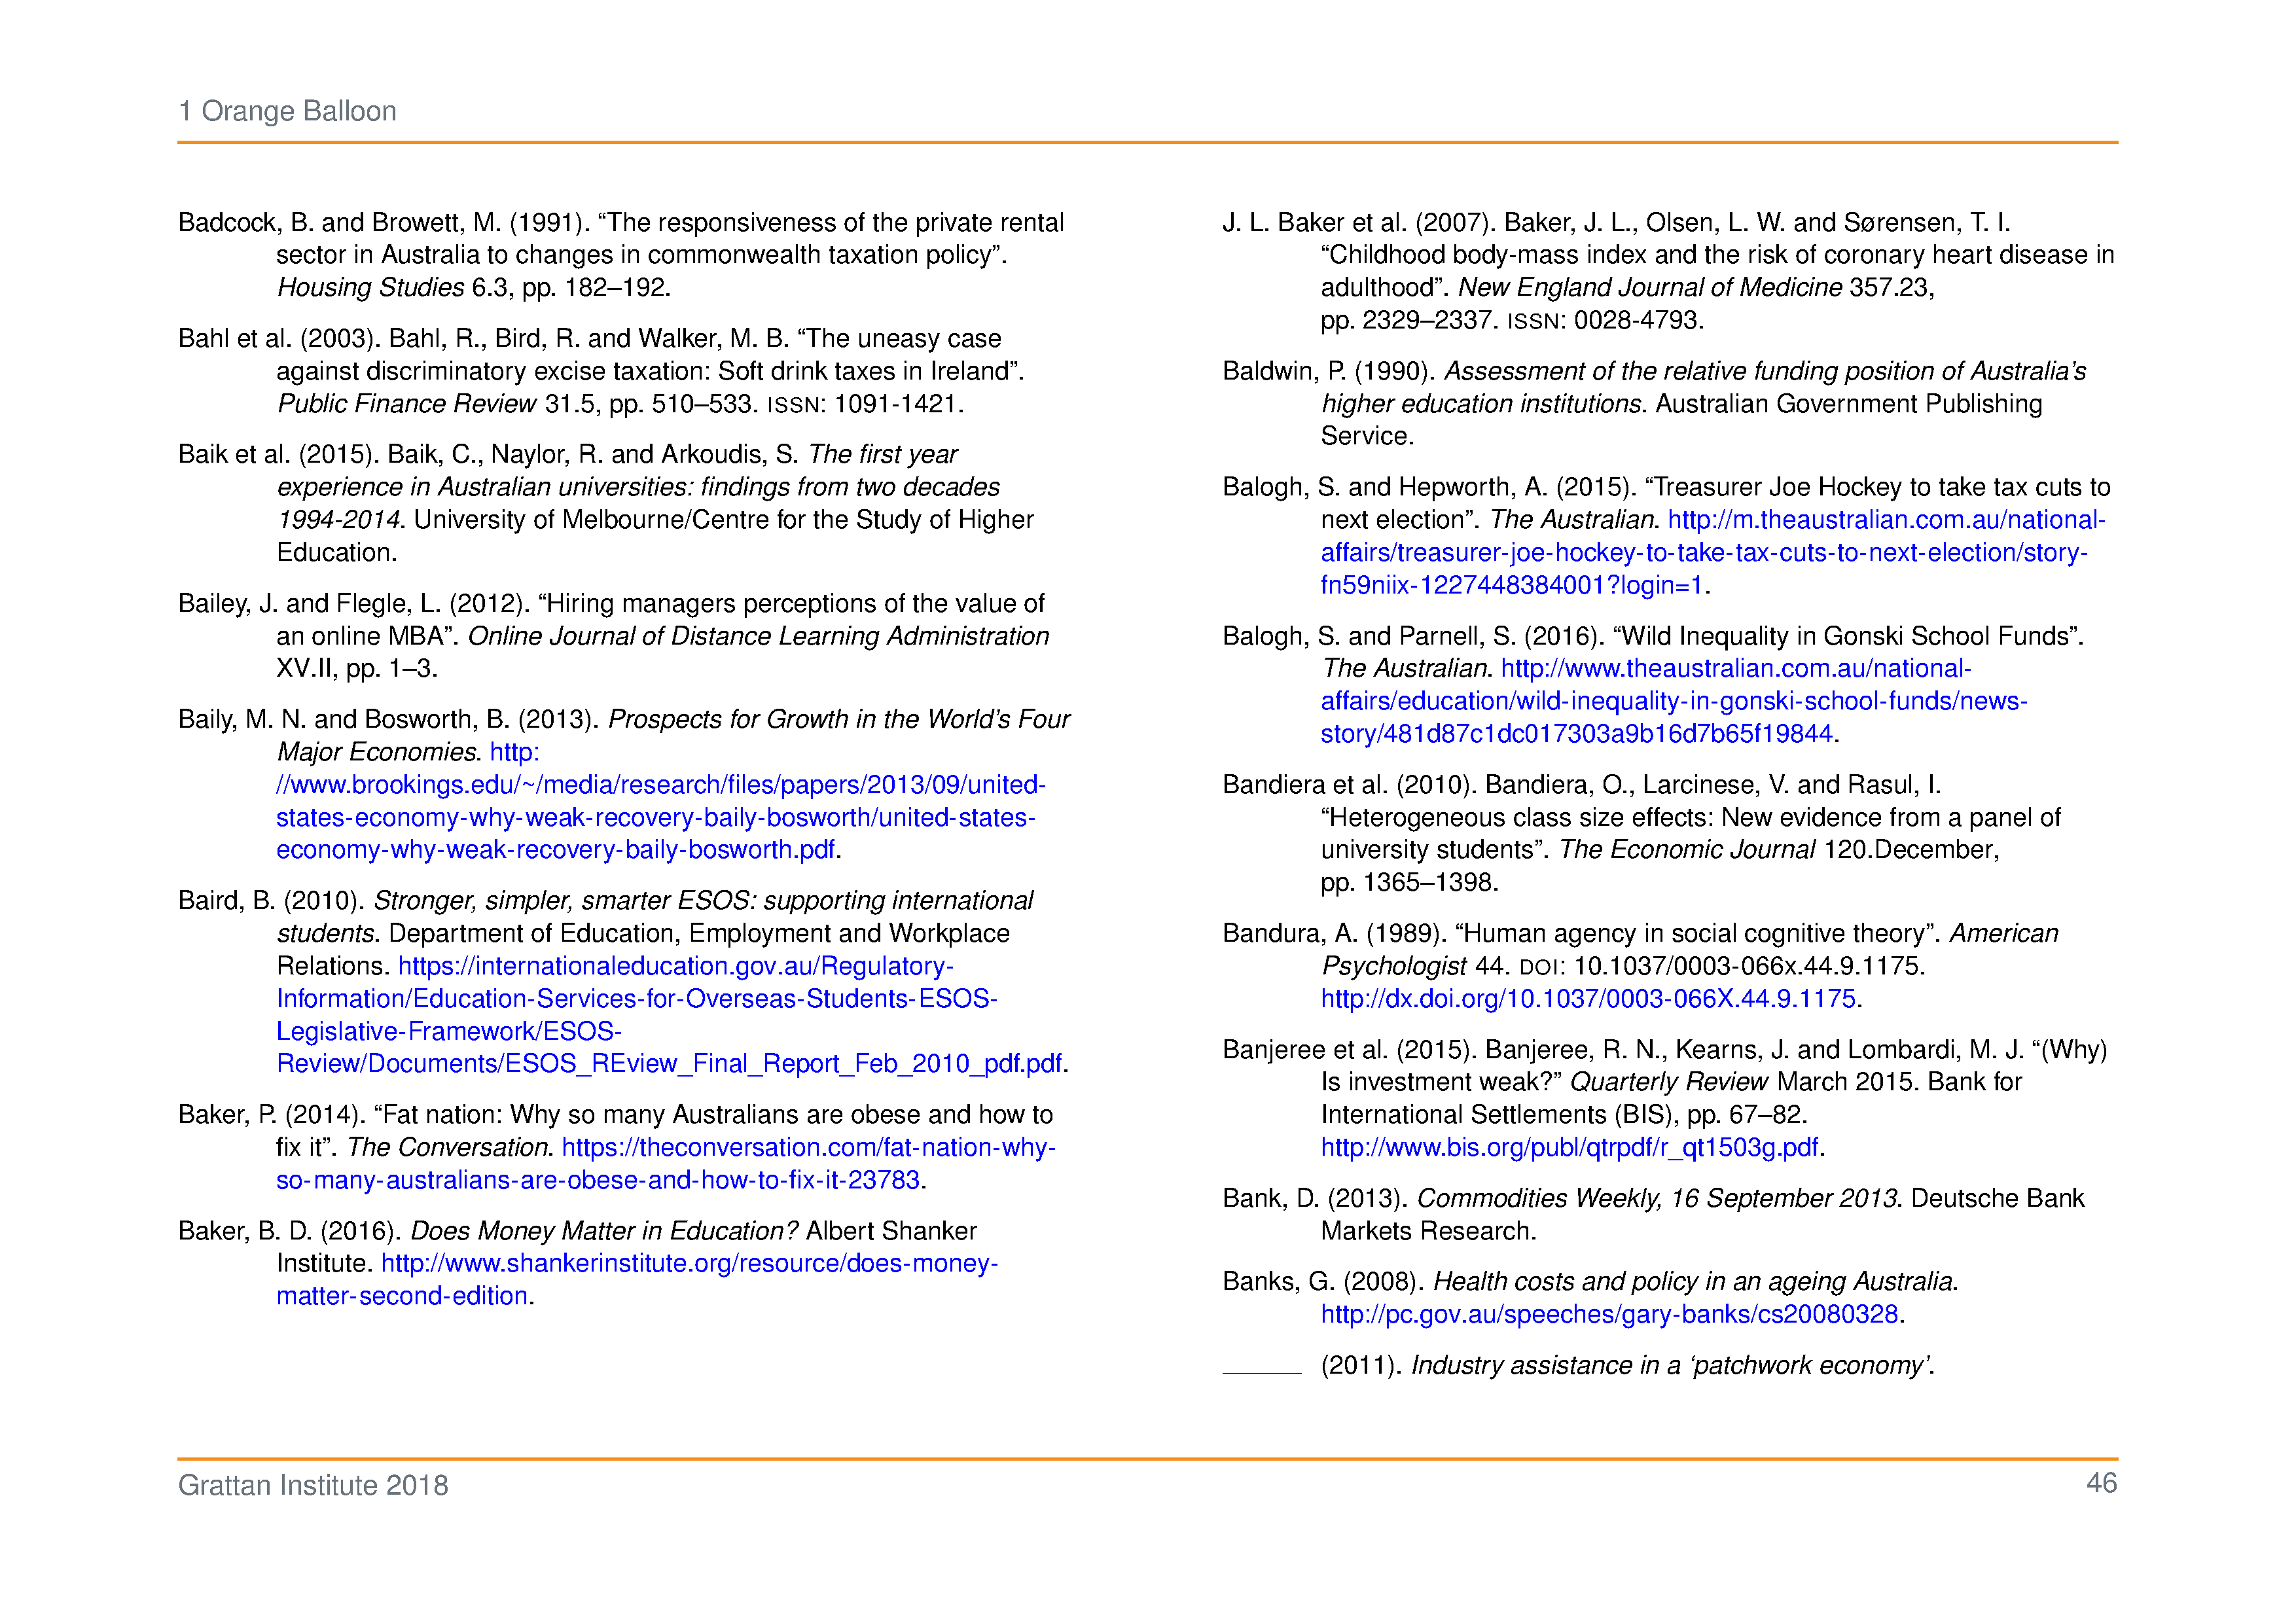 1 Orange Balloon
Badcock, B. and Browett, M. (1991). “The responsiveness of the private rental
sector in Australia to changes in commonwealth taxation policy”.
Housing Studies 6.3, pp. 182–192.
Bahl et al. (2003). Bahl, R., Bird, R. and Walker, M. B. “The uneasy case
against discriminatory excise taxation: Soft drink taxes in Ireland”.
Public Finance Review 31.5, pp. 510–533. ISSN: 1091-1421.
Baik et al. (2015). Baik, C., Naylor, R. and Arkoudis, S. The first year
experience in Australian universities: findings from two decades
1994-2014. University of Melbourne/Centre for the Study of Higher
Education.
Bailey, J. and Flegle, L. (2012). “Hiring managers perceptions of the value of
an online MBA”. Online Journal of Distance Learning Administration
XV.II, pp. 1–3.
Baily, M. N. and Bosworth, B. (2013). Prospects for Growth in the World’s Four
Major Economies. http:
//www.brookings.edu/~/media/research/files/papers/2013/09/united-
states-economy-why-weak-recovery-baily-bosworth/united-states-
economy-why-weak-recovery-baily-bosworth.pdf.
Baird, B. (2010). Stronger, simpler, smarter ESOS: supporting international
students. Department of Education, Employment and Workplace
Relations. https://internationaleducation.gov.au/Regulatory-
Information/Education-Services-for-Overseas-Students-ESOS-
Legislative-Framework/ESOS-
Review/Documents/ESOS_REview_Final_Report_Feb_2010_pdf.pdf.
Baker, P. (2014). “Fat nation: Why so many Australians are obese and how to
fix it”. The Conversation. https://theconversation.com/fat-nation-why-
so-many-australians-are-obese-and-how-to-fix-it-23783.
Baker, B. D. (2016). Does Money Matter in Education? Albert Shanker
Institute. http://www.shankerinstitute.org/resource/does-money-
matter-second-edition.
J. L. Baker et al. (2007). Baker, J. L., Olsen, L. W. and Sørensen, T. I.
“Childhood body-mass index and the risk of coronary heart disease in
adulthood”. New England Journal of Medicine 357.23,
pp. 2329–2337. ISSN: 0028-4793.
Baldwin, P. (1990). Assessment of the relative funding position of Australia’s
higher education institutions. Australian Government Publishing
Service.
Balogh, S. and Hepworth, A. (2015). “Treasurer Joe Hockey to take tax cuts to
next election”. The Australian. http://m.theaustralian.com.au/national-
affairs/treasurer-joe-hockey-to-take-tax-cuts-to-next-election/story-
fn59niix-1227448384001?login=1.
Balogh, S. and Parnell, S. (2016). “Wild Inequality in Gonski School Funds”.
The Australian. http://www.theaustralian.com.au/national-
affairs/education/wild-inequality-in-gonski-school-funds/news-
story/481d87c1dc017303a9b16d7b65f19844.
Bandiera et al. (2010). Bandiera, O., Larcinese, V. and Rasul, I.
“Heterogeneous class size effects: New evidence from a panel of
university students”. The Economic Journal 120.December,
pp. 1365–1398.
Bandura, A. (1989). “Human agency in social cognitive theory”. American
Psychologist 44. DOI: 10.1037/0003-066x.44.9.1175.
http://dx.doi.org/10.1037/0003-066X.44.9.1175.
Banjeree et al. (2015). Banjeree, R. N., Kearns, J. and Lombardi, M. J. “(Why)
Is investment weak?” Quarterly Review March 2015. Bank for
International Settlements (BIS), pp. 67–82.
http://www.bis.org/publ/qtrpdf/r_qt1503g.pdf.
Bank, D. (2013). Commodities Weekly, 16 September 2013. Deutsche Bank
Markets Research.
Banks, G. (2008). Health costs and policy in an ageing Australia.
http://pc.gov.au/speeches/gary-banks/cs20080328.
______ (2011). Industry assistance in a ‘patchwork economy’.
Grattan Institute 2018
46